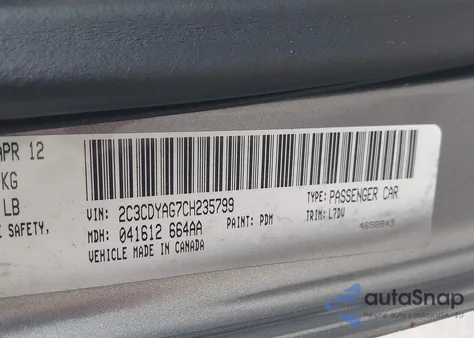 APR 12
KG
LB
E SAFETY,
VIN: 2C3CDYAG7CH235799
TYPE: PASSENGER CAR
MDH: 041612 664AA
PAINT: PDM
TRIM: L7DV
VEHICLE MADE IN CANADA
4658843
autoSnap